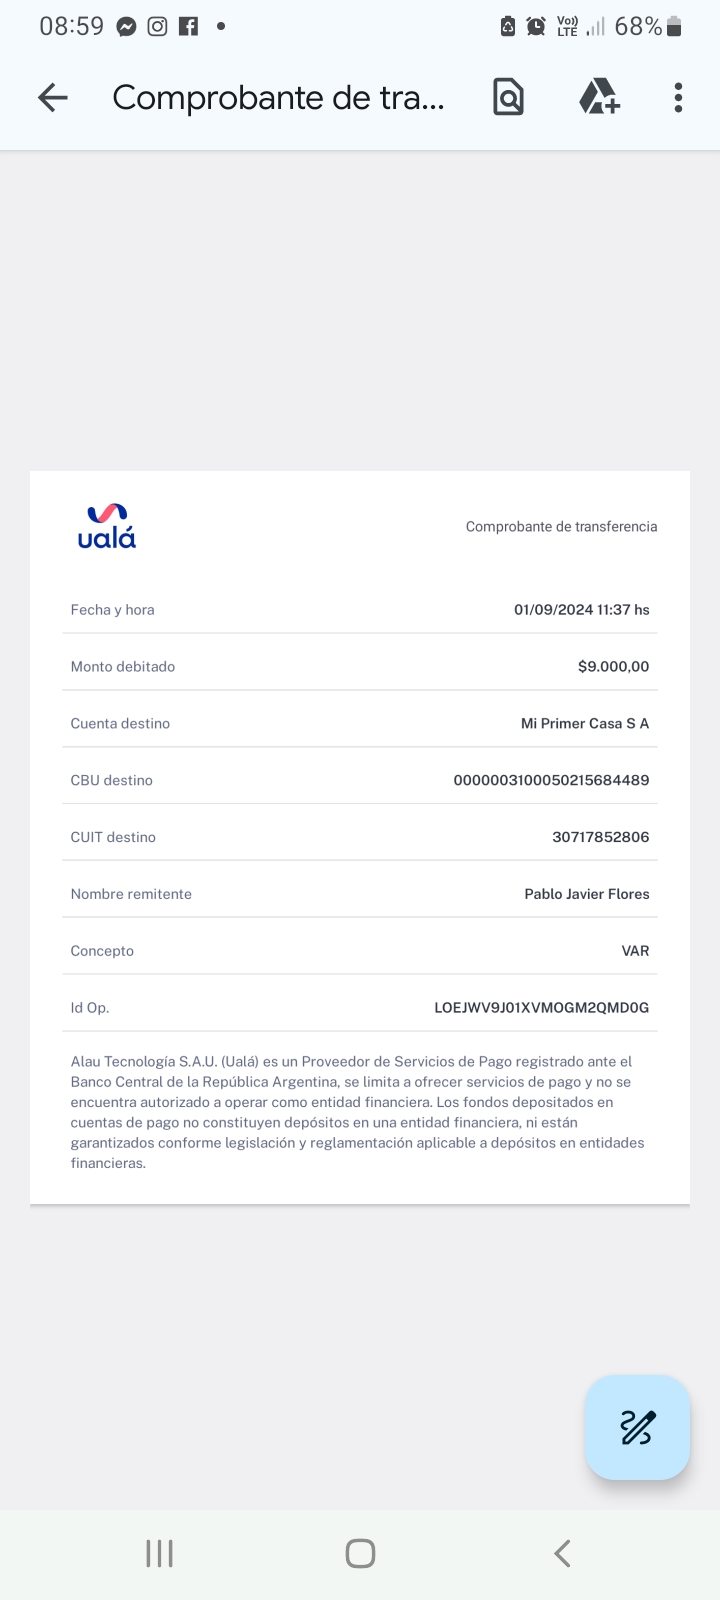 08:59 Vo)) LTE 68%
Comprobante de tra...
ualá
Comprobante de transferencia
Fecha y hora 01/09/2024 11:37 hs
Monto debitado $9.000,00
Cuenta destino Mi Primer Casa S A
CBU destino 0000003100050215684489
CUIT destino 30717852806
Nombre remitente Pablo Javier Flores
Concepto VAR
Id Op. LOEJWV9J01XVMOGM2QMD0G
Alau Tecnología S.A.U. (Ualá) es un Proveedor de Servicios de Pago registrado ante el
Banco Central de la República Argentina, se limita a ofrecer servicios de pago y no se
encuentra autorizado a operar como entidad financiera. Los fondos depositados en
cuentas de pago no constituyen depósitos en una entidad financiera, ni están
garantizados conforme legislación y reglamentación aplicable a depósitos en entidades
financieras.